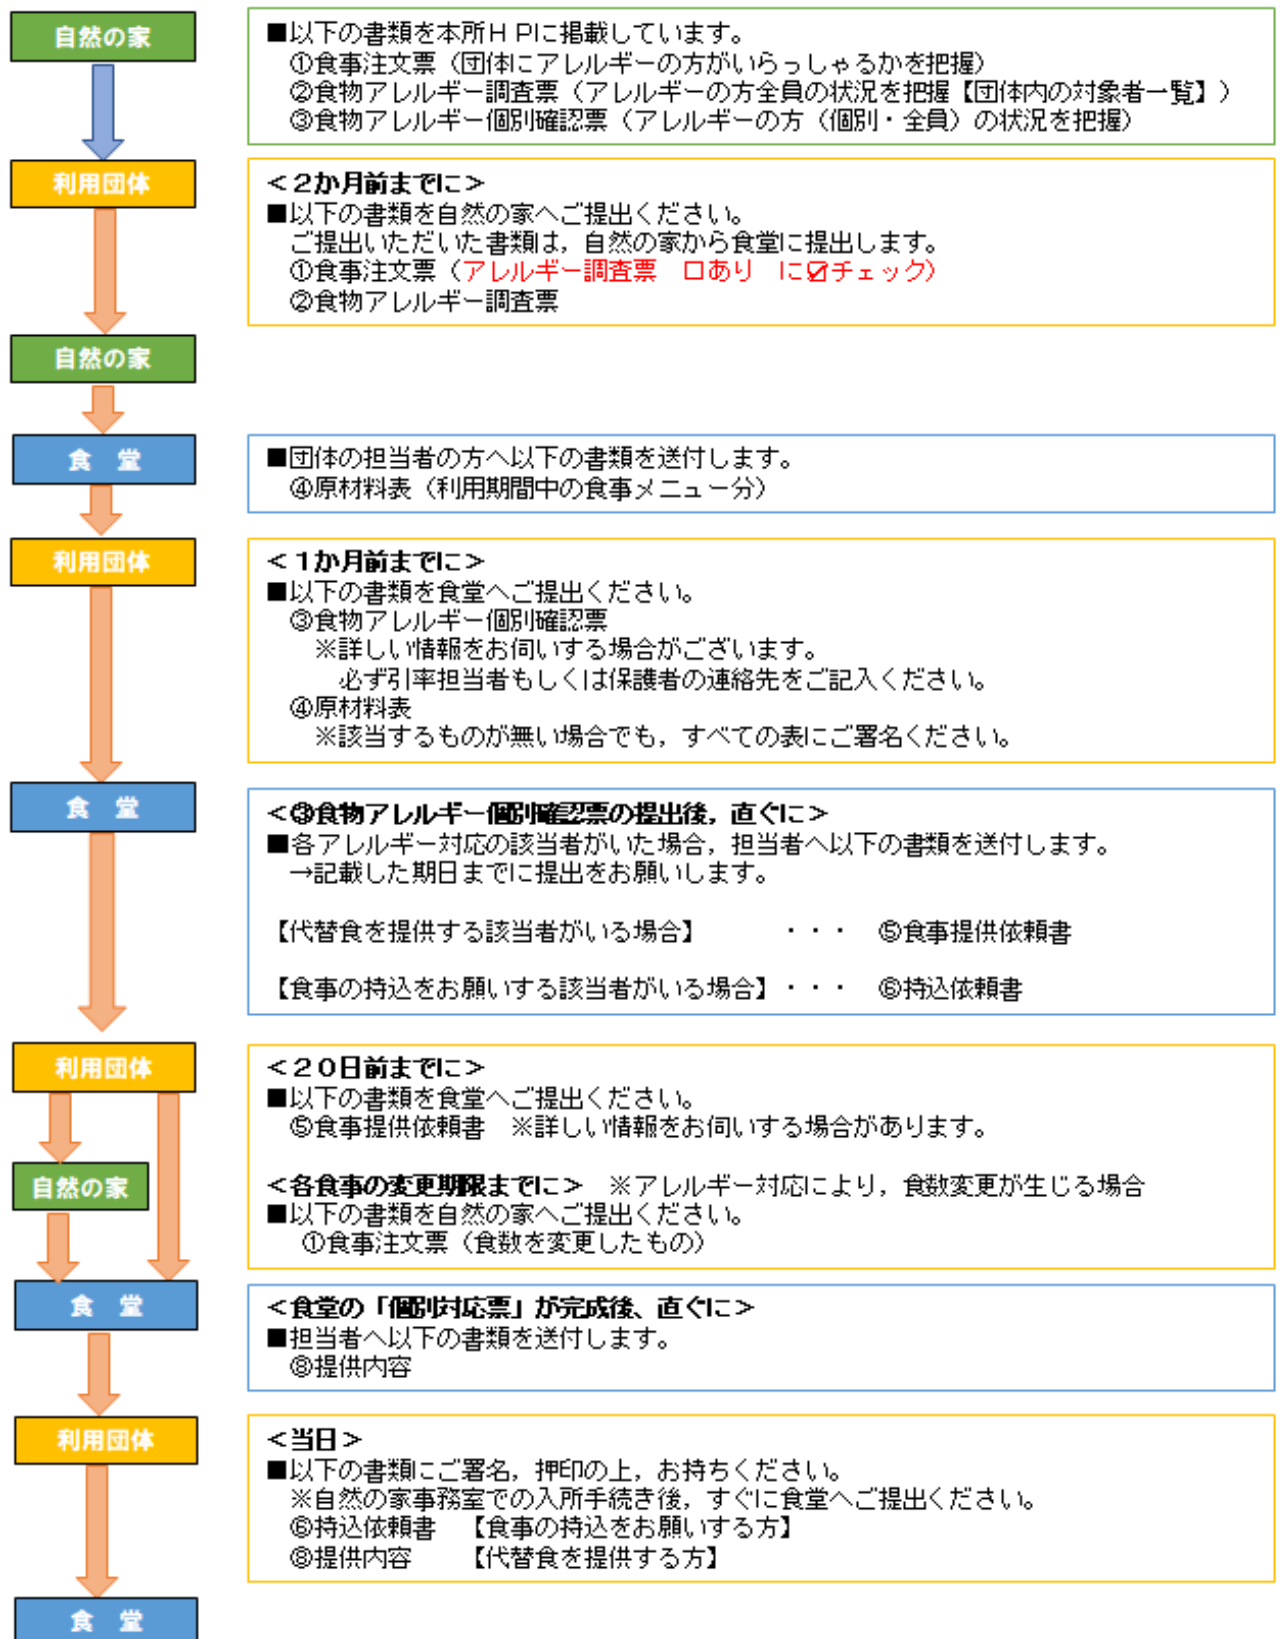 自然の家
■以下の書類を本所ＨＰに掲載しています。
①食事注文票（団体にアレルギーの方がいらっしゃるかを把握）
②食物アレルギー調査票（アレルギーの方全員の状況を把握【団体内の対象者一覧】）
③食物アレルギー個別確認票（アレルギーの方（個別・全員）の状況を把握）
利用団体
＜２か月前までに＞
■以下の書類を自然の家へご提出ください。
ご提出いただいた書類は，自然の家から食堂に提出します。
①食事注文票（アレルギー調査票　□あり　に☑チェック）
②食物アレルギー調査票
自然の家
食　堂
■団体の担当者の方へ以下の書類を送付します。
④原材料表（利用期間中の食事メニュー分）
利用団体
＜１か月前までに＞
■以下の書類を食堂へご提出ください。
③食物アレルギー個別確認票
※詳しい情報をお伺いする場合がございます。
必ず引率担当者もしくは保護者の連絡先をご記入ください。
④原材料表
※該当するものが無い場合でも，すべての表にご署名ください。
食　堂
＜③食物アレルギー個別確認票の提出後，直ぐに＞
■各アレルギー対応の該当者がいた場合，担当者へ以下の書類を送付します。
→記載した期日までに提出をお願いします。
【代替食を提供する該当者がいる場合】　　　・・・　⑤食事提供依頼書
【食事の持込をお願いする該当者がいる場合】・・・　⑥持込依頼書
利用団体
＜２０日前までに＞
■以下の書類を食堂へご提出ください。
⑤食事提供依頼書　※詳しい情報をお伺いする場合があります。
自然の家
＜各食事の変更期限までに＞　※アレルギー対応により，食数変更が生じる場合
■以下の書類を自然の家へご提出ください。
①食事注文票（食数を変更したもの）
食　堂
＜食堂の「個別対応票」が完成後、直ぐに＞
■担当者へ以下の書類を送付します。
⑧提供内容
利用団体
＜当日＞
■以下の書類にご署名，押印の上，お持ちください。
※自然の家事務室での入所手続き後，すぐに食堂へご提出ください。
⑥持込依頼書　【食事の持込をお願いする方】
⑧提供内容　　【代替食を提供する方】
食　堂